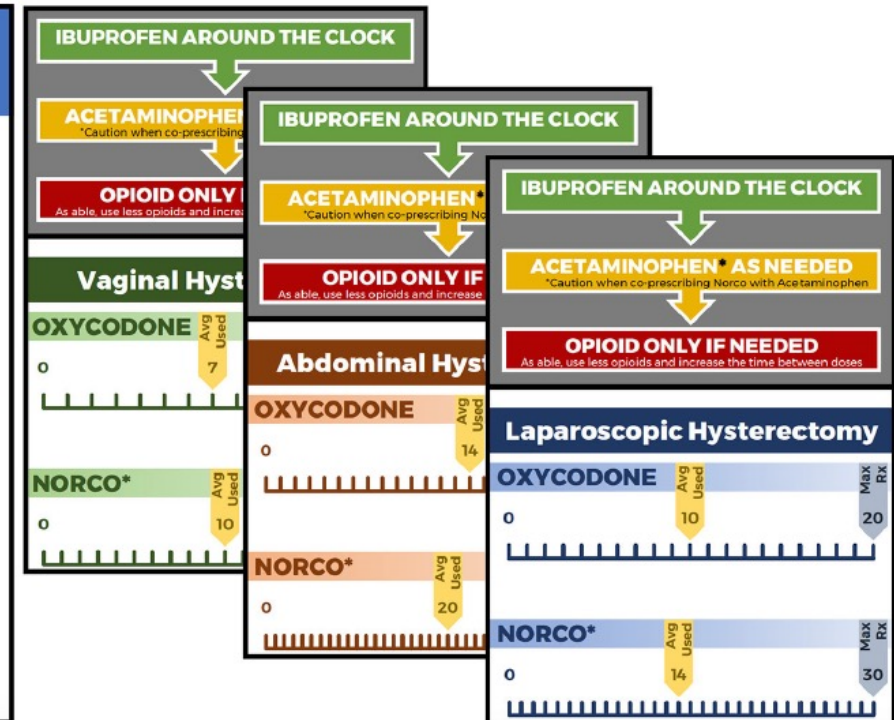 IBUPROFEN AROUND THE CLOCK
ACETAMINOPHEN
*Caution when co-prescribing
OPIOID ONLY
As able, use less opioids and
Vaginal
OXYCODONE
Avg Used
0
7
NORCO*
Avg Used
0
10
IBUPROFEN AROUND THE CLOCK
ACETAMINOPHEN*
*Caution when co-prescribing
OPIOID ONLY IF
As able, use less opioids and increase
Abdominal
OXYCODONE
Avg Used
0
14
NORCO*
Avg Used
0
20
IBUPROFEN AROUND THE CLOCK
ACETAMINOPHEN* AS NEEDED
*Caution when co-prescribing Norco with Acetaminophen
OPIOID ONLY IF NEEDED
As able, use less opioids and increase the time between doses
Laparoscopic Hysterectomy
OXYCODONE
Avg Used
Max Rx
0
10
20
NORCO*
Avg Used
Max Rx
0
14
30